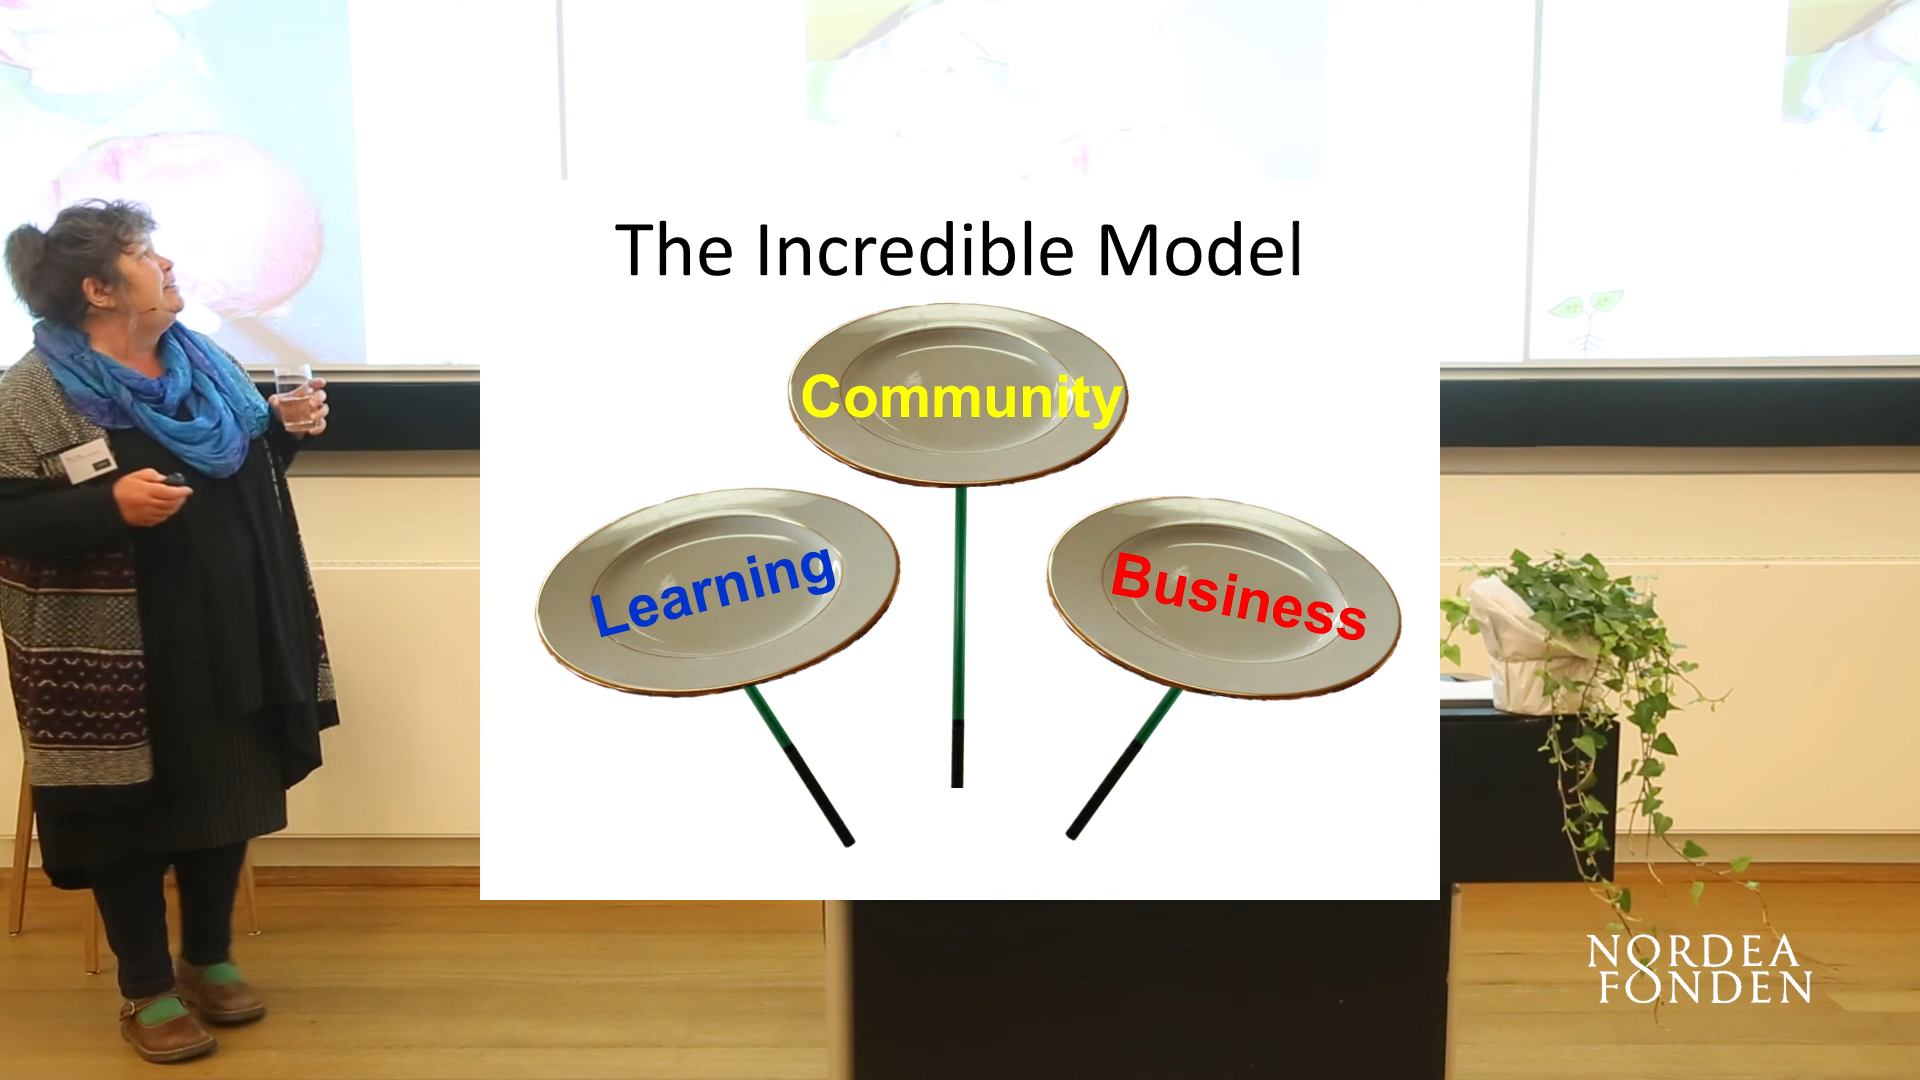 The Incredible Model
Community
Learning
Business
NORDEA
FONDEN